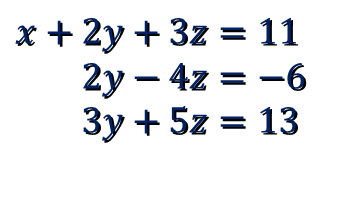 x + 2y + 3z = 11
2y − 4z = −6
3y + 5z = 13